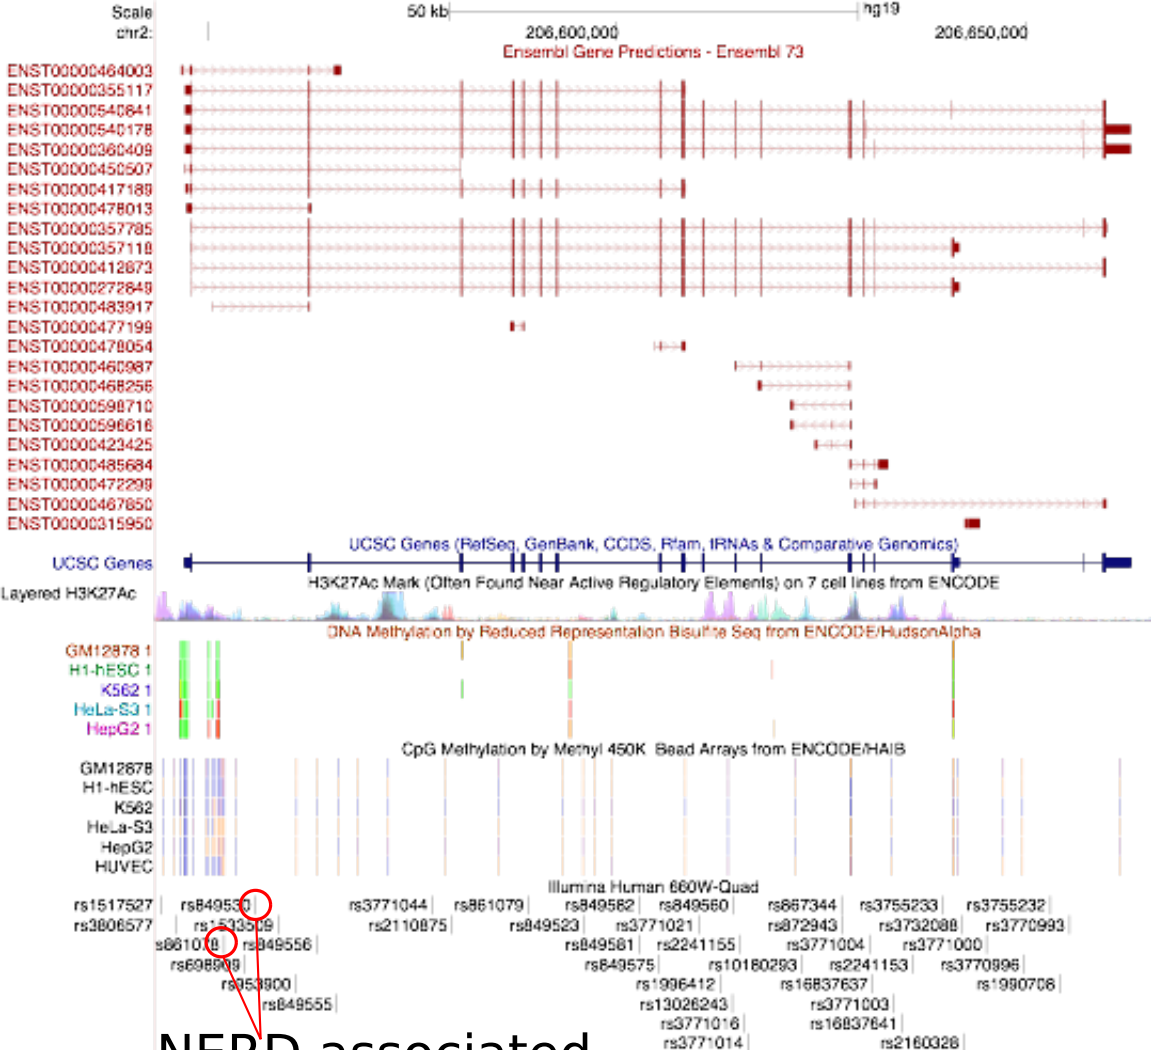 Scale 50 kb hg19
chr2: 206,600,000 206,650,000
Ensembl Gene Predictions - Ensembl 73
ENST00000464003
ENST00000355117
ENST00000540841
ENST00000540178
ENST00000360409
ENST00000450507
ENST00000417189
ENST00000478013
ENST00000357785
ENST00000357118
ENST00000412873
ENST00000272849
ENST00000483917
ENST00000477199
ENST00000478054
ENST00000460987
ENST00000468256
ENST00000598710
ENST00000596616
ENST00000423425
ENST00000485684
ENST00000472299
ENST00000467850
ENST00000315950
UCSC Genes (RefSeq, GenBank, CCDS, Rfam, tRNAs & Comparative Genomics)
UCSC Genes
H3K27Ac Mark (Often Found Near Active Regulatory Elements) on 7 cell lines from ENCODE
Layered H3K27Ac
DNA Methylation by Reduced Representation Bisulfite Seq from ENCODE/HudsonAlpha
GM12878 1
H1-hESC 1
K562 1
HeLa-S3 1
HepG2 1
CpG Methylation by Methyl 450K Bead Arrays from ENCODE/HAIB
GM12878
H1-hESC
K562
HeLa-S3
HepG2
HUVEC
Illumina Human 660W-Quad
rs1517527 rs849530 rs3771044 rs861079 rs849582 rs849560 rs867344 rs3755233 rs3755232
rs3806577 rs1533509 rs2110875 rs849523 rs3771021 rs872943 rs3732088 rs3770993
rs861078 rs849556 rs849581 rs2241155 rs3771004 rs3771000
rs698909 rs849575 rs10180293 rs2241153 rs3770996
rs953900 rs1996412 rs16837637 rs1990708
rs849555 rs13026243 rs3771003
rs3771016 rs16837641
rs3771014 rs2160328
NERD associated